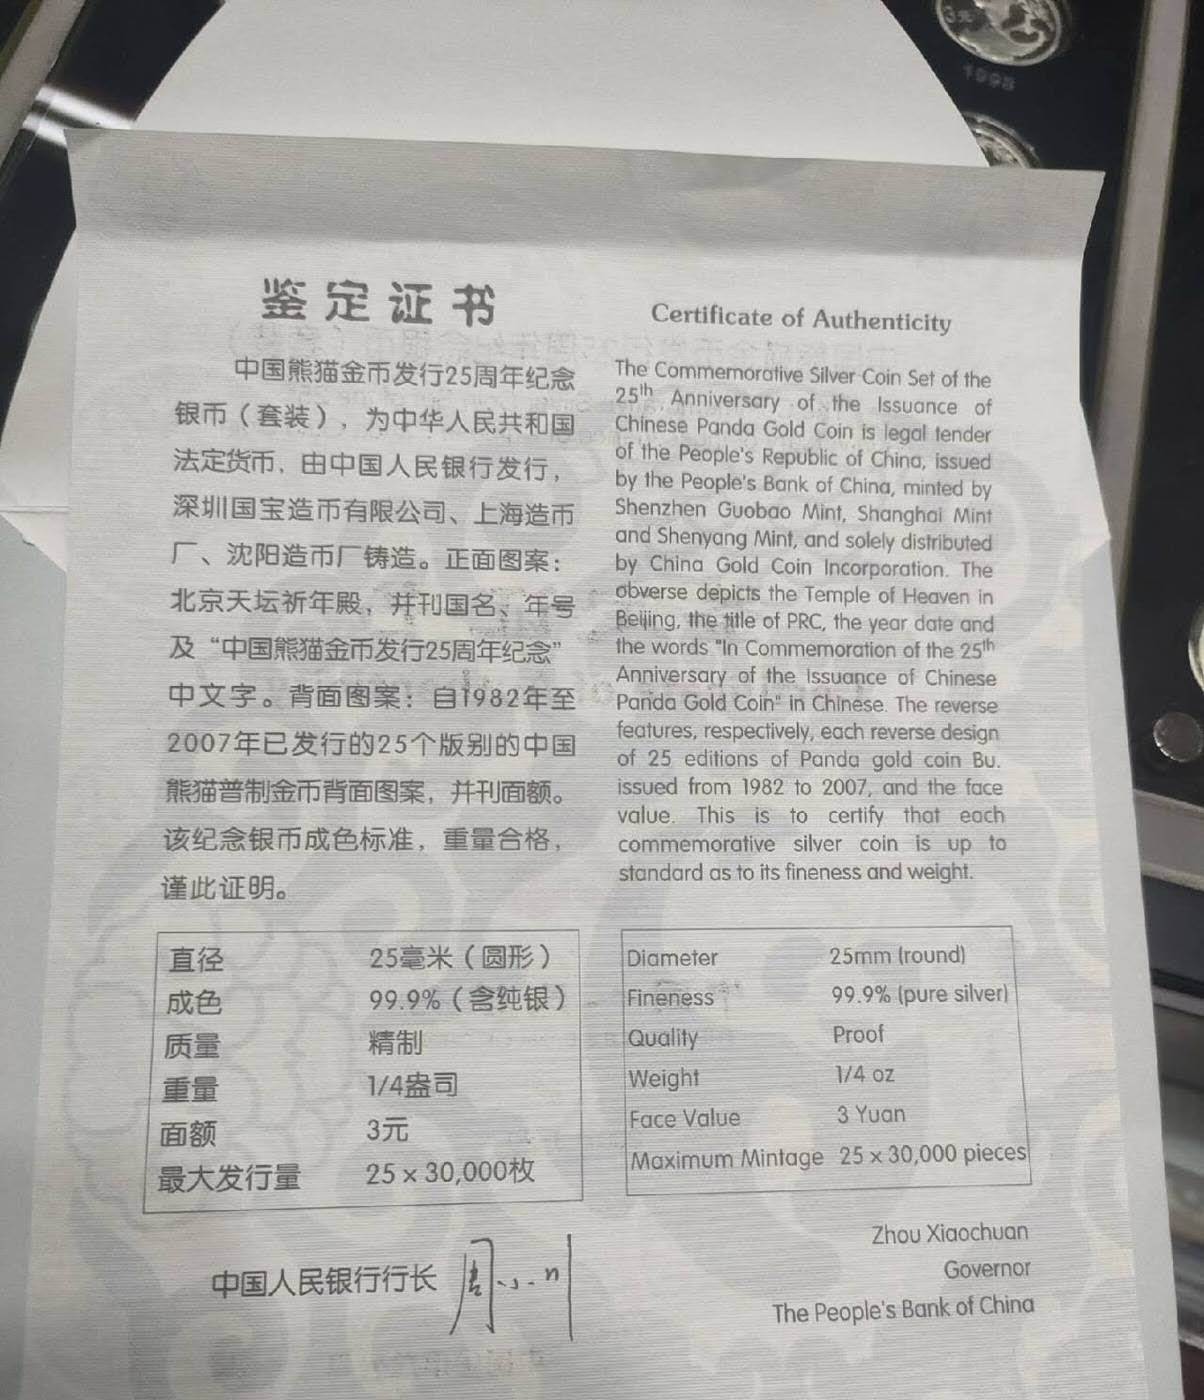 鉴定证书
中国熊猫金币发行25周年纪念
银币（套装），为中华人民共和国
法定货币，由中国人民银行发行，
深圳国宝造币有限公司、上海造币
厂、沈阳造币厂铸造。正面图案：
北京天坛祈年殿，并刊国名、年号
及“中国熊猫金币发行25周年纪念”
中文字。背面图案：自1982年至
2007年已发行的25个版别的中国
熊猫普制金币背面图案，并刊面额。
该纪念银币成色标准，重量合格，
谨此证明。
直径 25毫米（圆形）
成色 99.9%（含纯银）
质量 精制
重量 1/4盎司
面额 3元
最大发行量 25×30,000枚
中国人民银行行长 周小川
Certificate of Authenticity
The Commemorative Silver Coin Set of the
25th Anniversary of the Issuance of
Chinese Panda Gold Coin is legal tender
of the People's Republic of China, issued
by the People's Bank of China, minted by
Shenzhen Guobao Mint, Shanghai Mint
and Shenyang Mint, and solely distributed
by China Gold Coin Incorporation. The
obverse depicts the Temple of Heaven in
Beijing, the title of PRC, the year date and
the words "In Commemoration of the 25th
Anniversary of the Issuance of Chinese
Panda Gold Coin" in Chinese. The reverse
features, respectively, each reverse design
of 25 editions of Panda gold coin Bu.
issued from 1982 to 2007, and the face
value. This is to certify that each
commemorative silver coin is up to
standard as to its fineness and weight.
Diameter 25mm (round)
Fineness 99.9% (pure silver)
Quality Proof
Weight 1/4 oz
Face Value 3 Yuan
Maximum Mintage 25×30,000 pieces
Zhou Xiaochuan
Governor
The People's Bank of China
3元